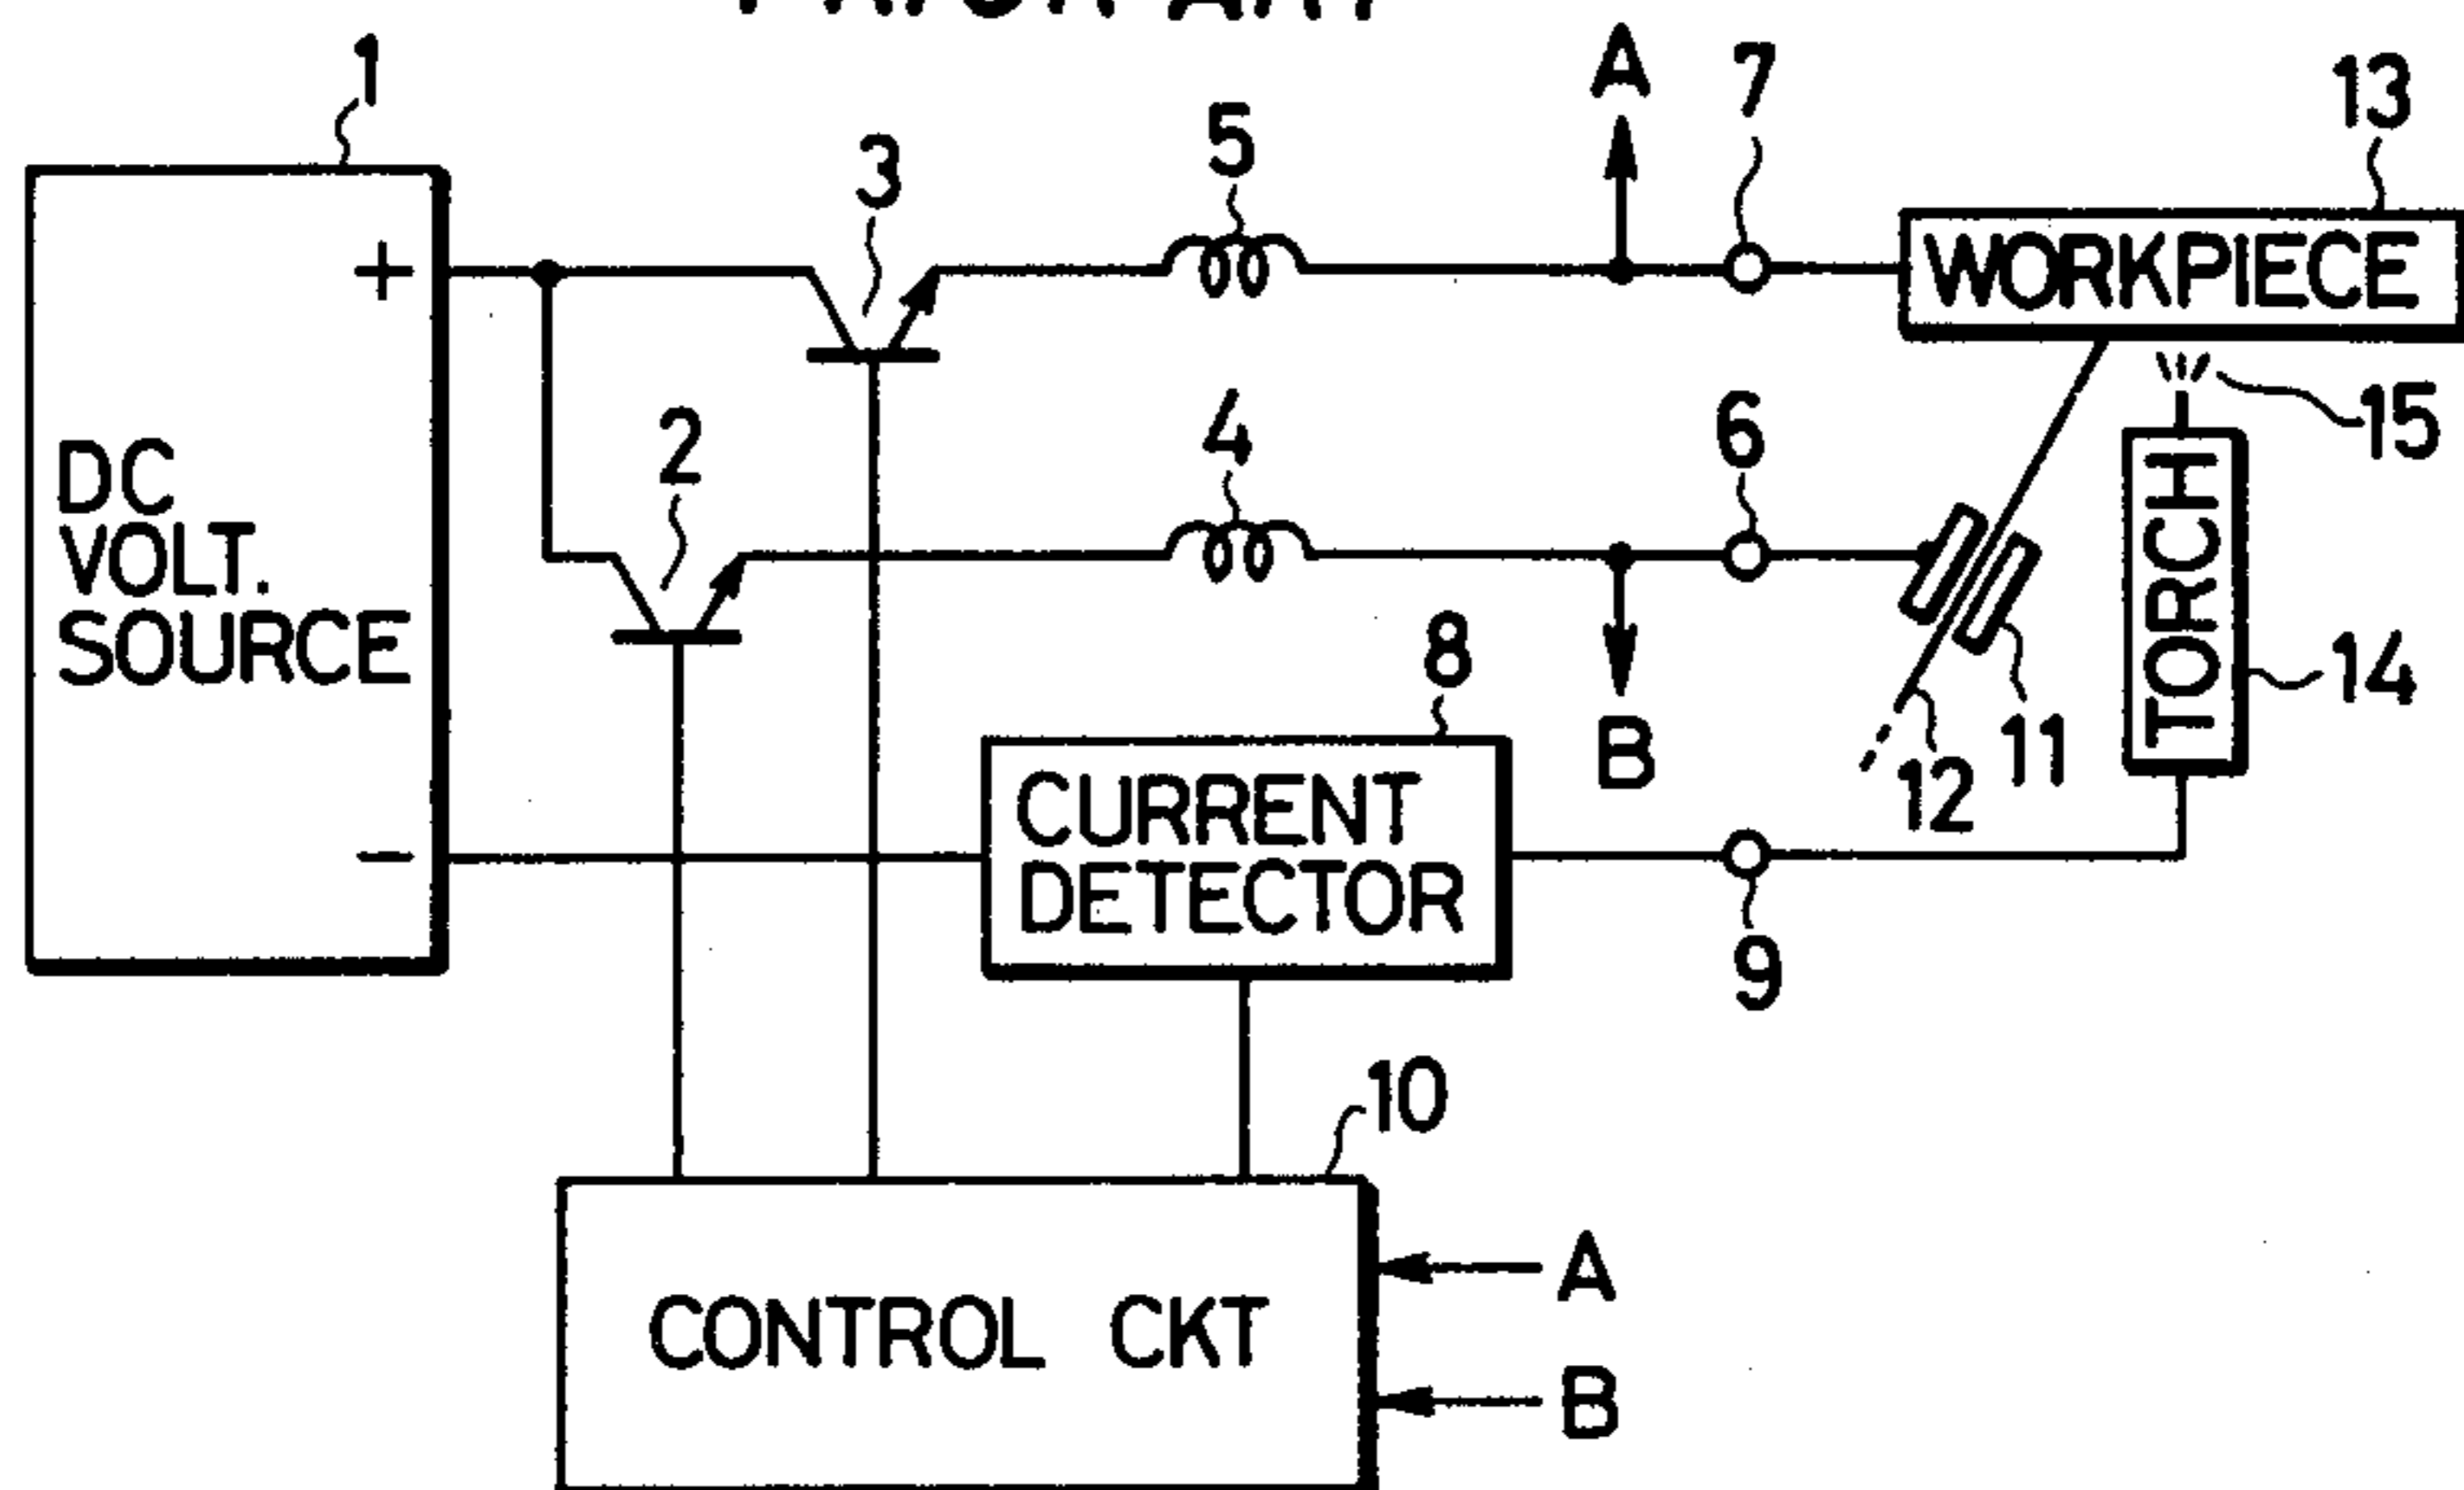 1
3
5
A
7
13
+
WORKPIECE
2
4
6
15
DC
VOLT.
SOURCE
8
B
TORCH
14
11
12
CURRENT
DETECTOR
−
9
10
CONTROL CKT
A
B